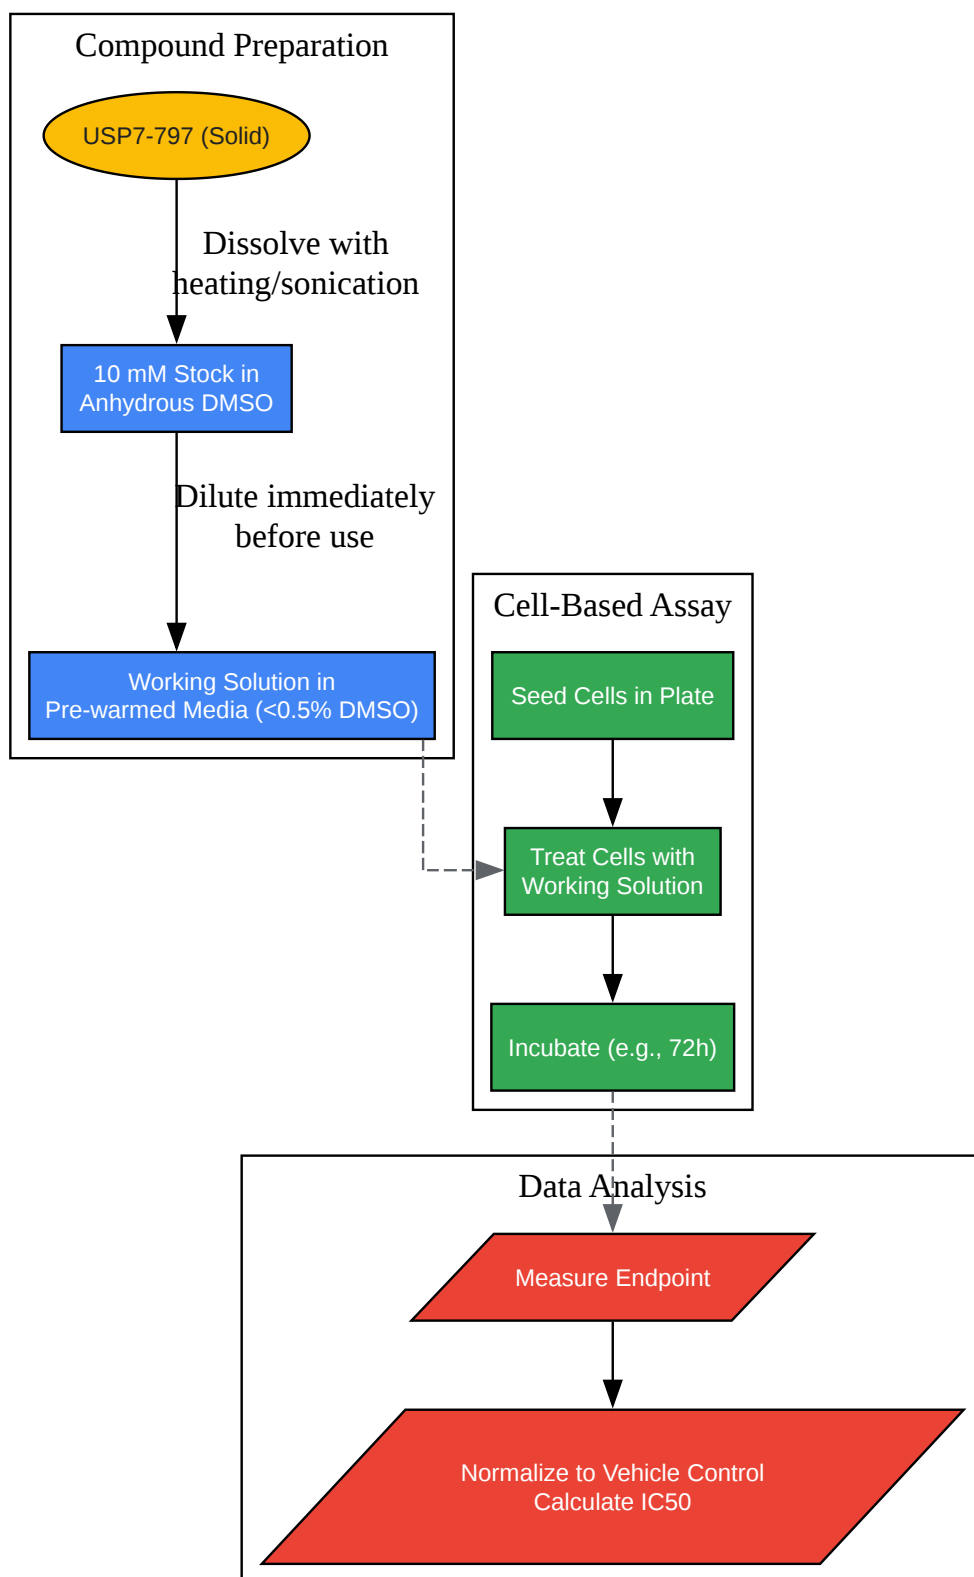 Compound Preparation
USP7-797 (Solid)
Dissolve with
heating/sonication
10 mM Stock in
Anhydrous DMSO
Dilute immediately
before use
Working Solution in
Pre-warmed Media (<0.5% DMSO)
Cell-Based Assay
Seed Cells in Plate
Treat Cells with
Working Solution
Incubate (e.g., 72h)
Data Analysis
Measure Endpoint
Normalize to Vehicle Control
Calculate IC50